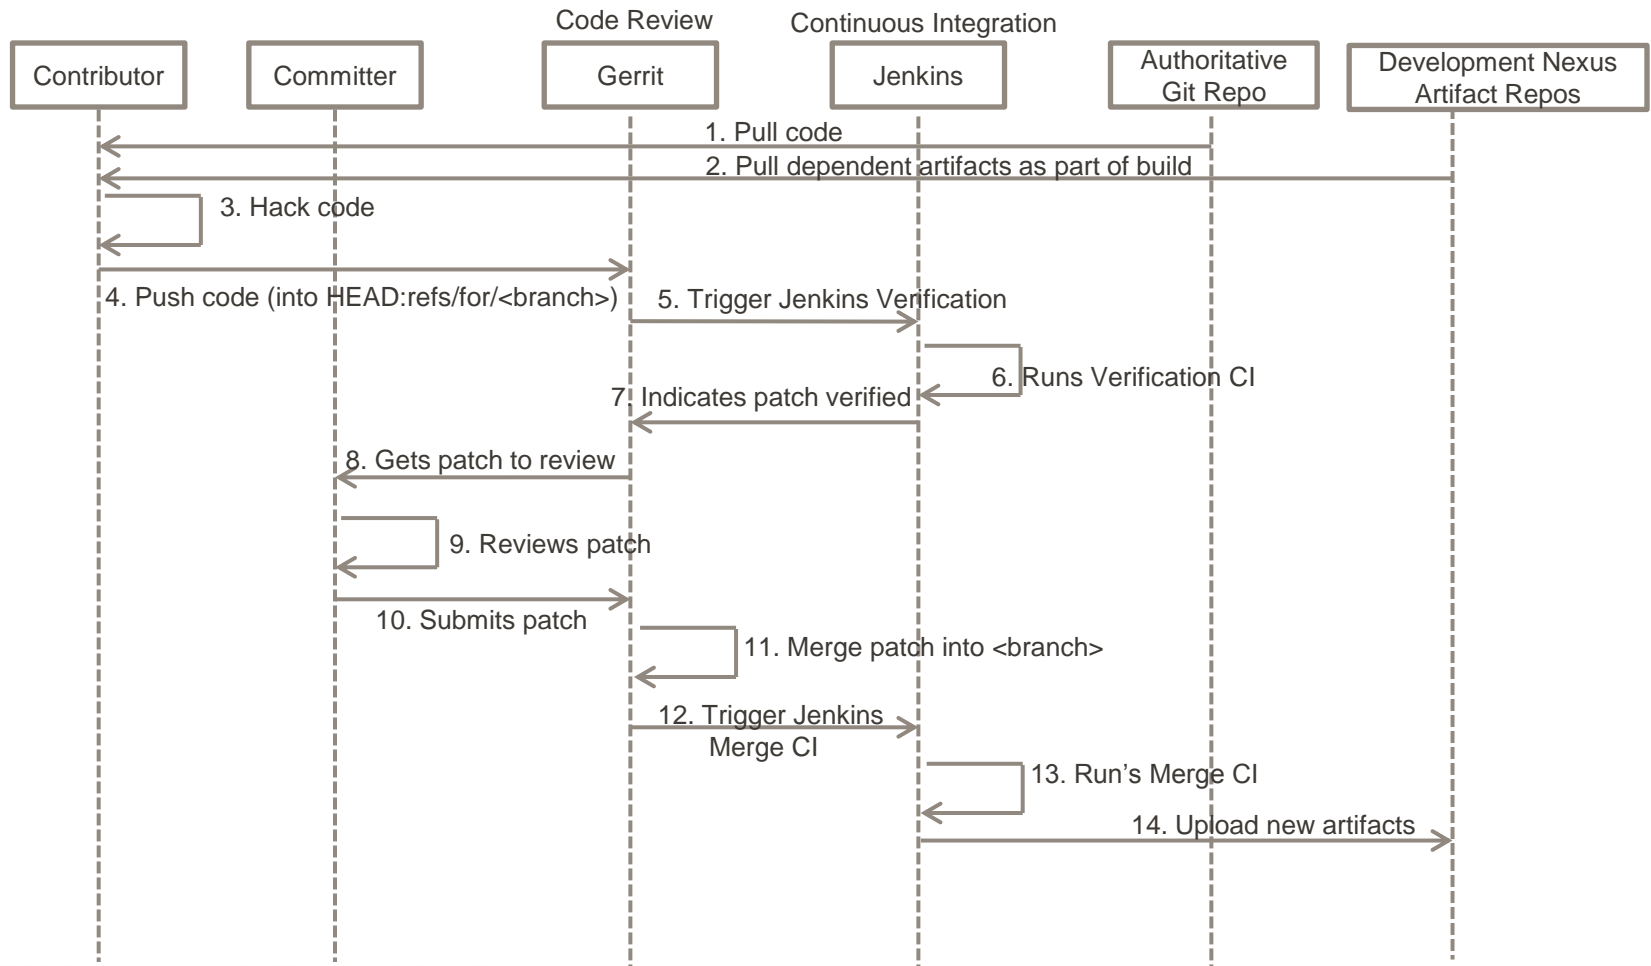 Code Review
Continuous Integration
Contributor
Committer
Gerrit
Jenkins
Authoritative
Git Repo
Development Nexus
Artifact Repos
1. Pull code
2. Pull dependent artifacts as part of build
3. Hack code
4. Push code (into HEAD:refs/for/<branch>)
5. Trigger Jenkins Verification
6. Runs Verification CI
7. Indicates patch verified
8. Gets patch to review
9. Reviews patch
10. Submits patch
11. Merge patch into <branch>
12. Trigger Jenkins
Merge CI
13. Run’s Merge CI
14. Upload new artifacts